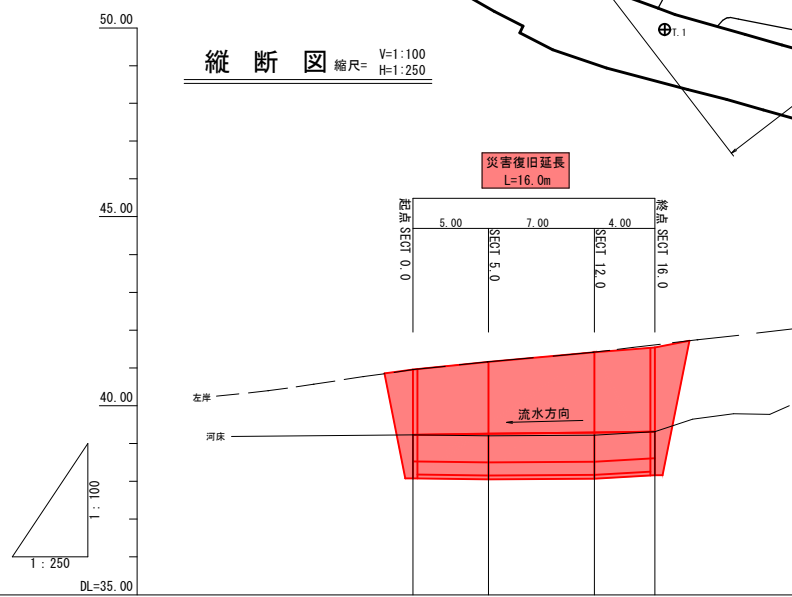 50.00
T.1
縦 断 図 縮尺= V=1:100
H=1:250
災害復旧延長
L=16.0m
45.00
起点 SECT 0.0
5.00
SECT 5.0
7.00
SECT 12.0
4.00
終点 SECT 16.0
40.00
左岸
流水方向
河床
1:100
1:250
DL=35.00